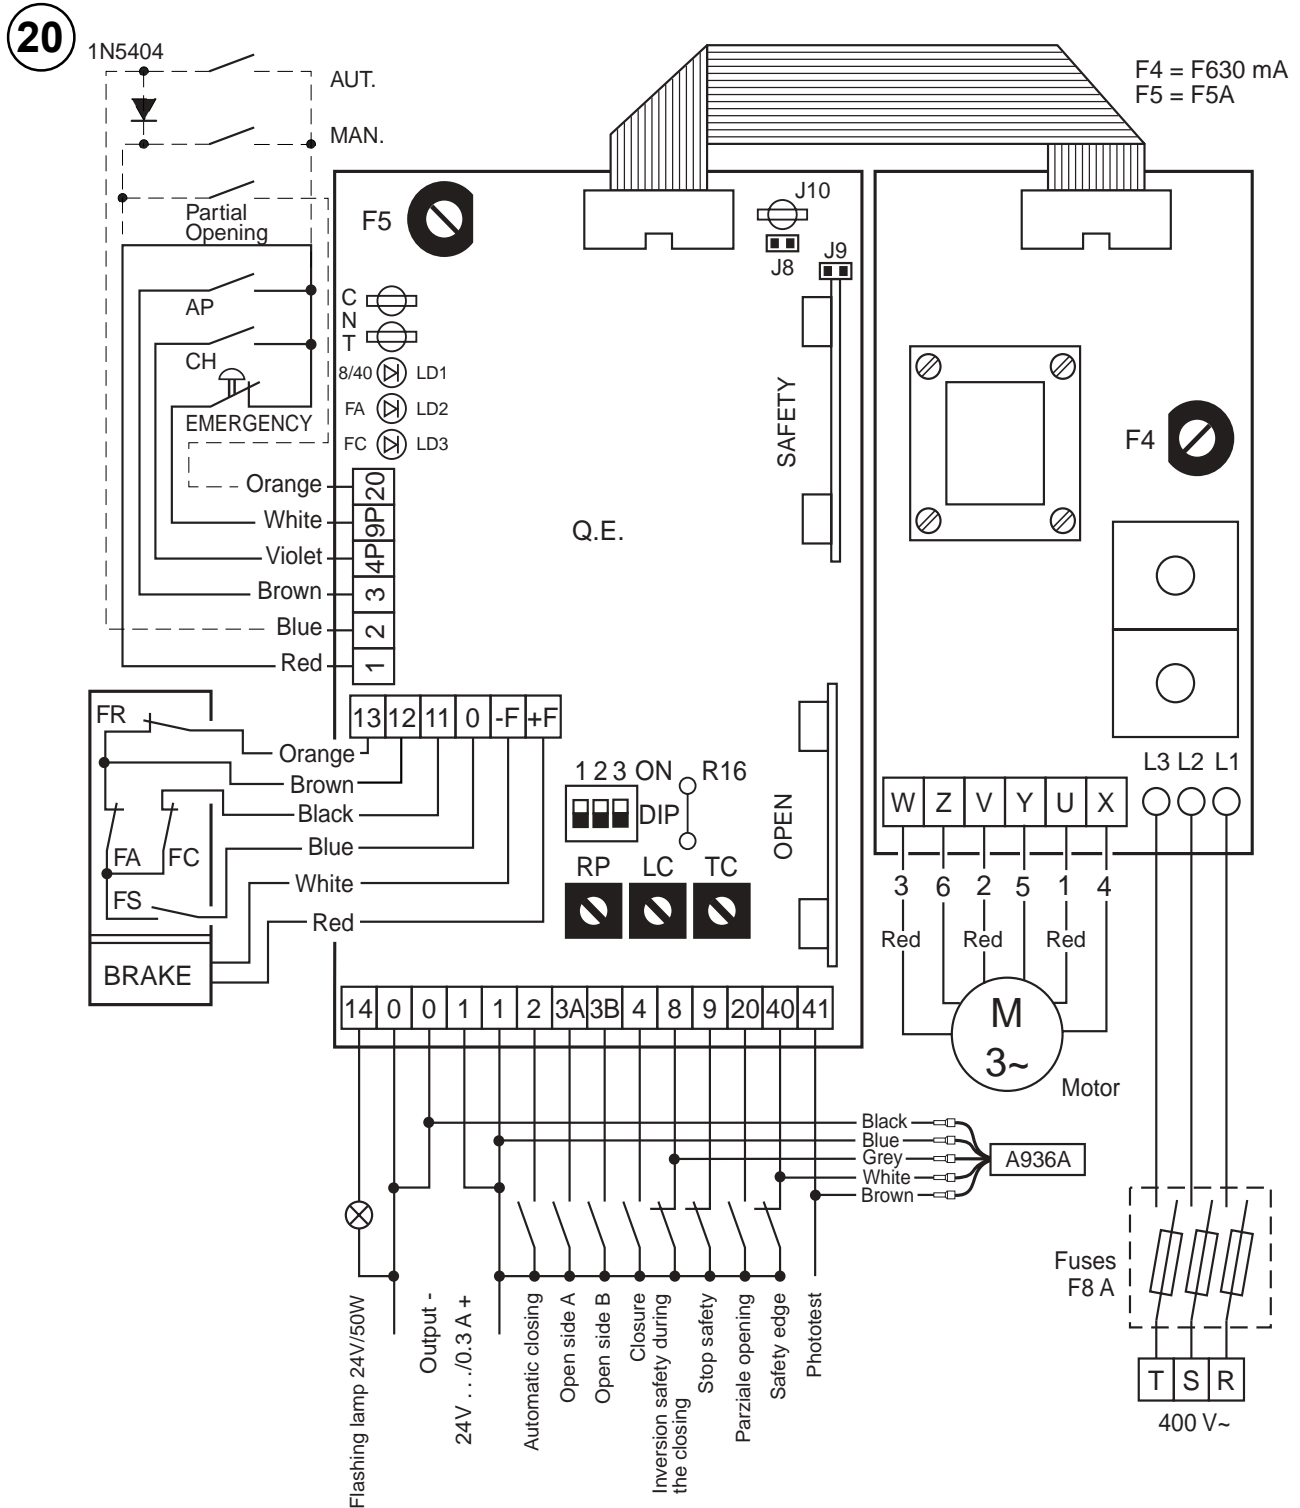 20
1N5404
AUT.
MAN.
Partial
Opening
AP
CH
EMERGENCY
F4 = F630 mA
F5 = F5A
F5
J10
J8
J9
C
N
T
8/40 LD1
FA LD2
FC LD3
SAFETY
Q.E.
F4
Orange 20
White 9P
Violet 4P
Brown 3
Blue 2
Red 1
13 12 11 0 -F +F
FR
FA FC
FS
BRAKE
Orange
Brown
Black
Blue
White
Red
1 2 3 ON R16
DIP
RP LC TC
OPEN
L3 L2 L1
W Z V Y U X
3 6 2 5 1 4
Red Red Red
M
3~
Motor
14 0 0 1 1 2 3A 3B 4 8 9 20 40 41
Black
Blue
Grey
White
Brown
A936A
Flashing lamp 24V/50W
Output -
24V . . ./0.3 A +
Automatic closing
Open side A
Open side B
Closure
Inversion safety during
the closing
Stop safety
Parziale opening
Safety edge
Phototest
Fuses
F8 A
T S R
400 V~